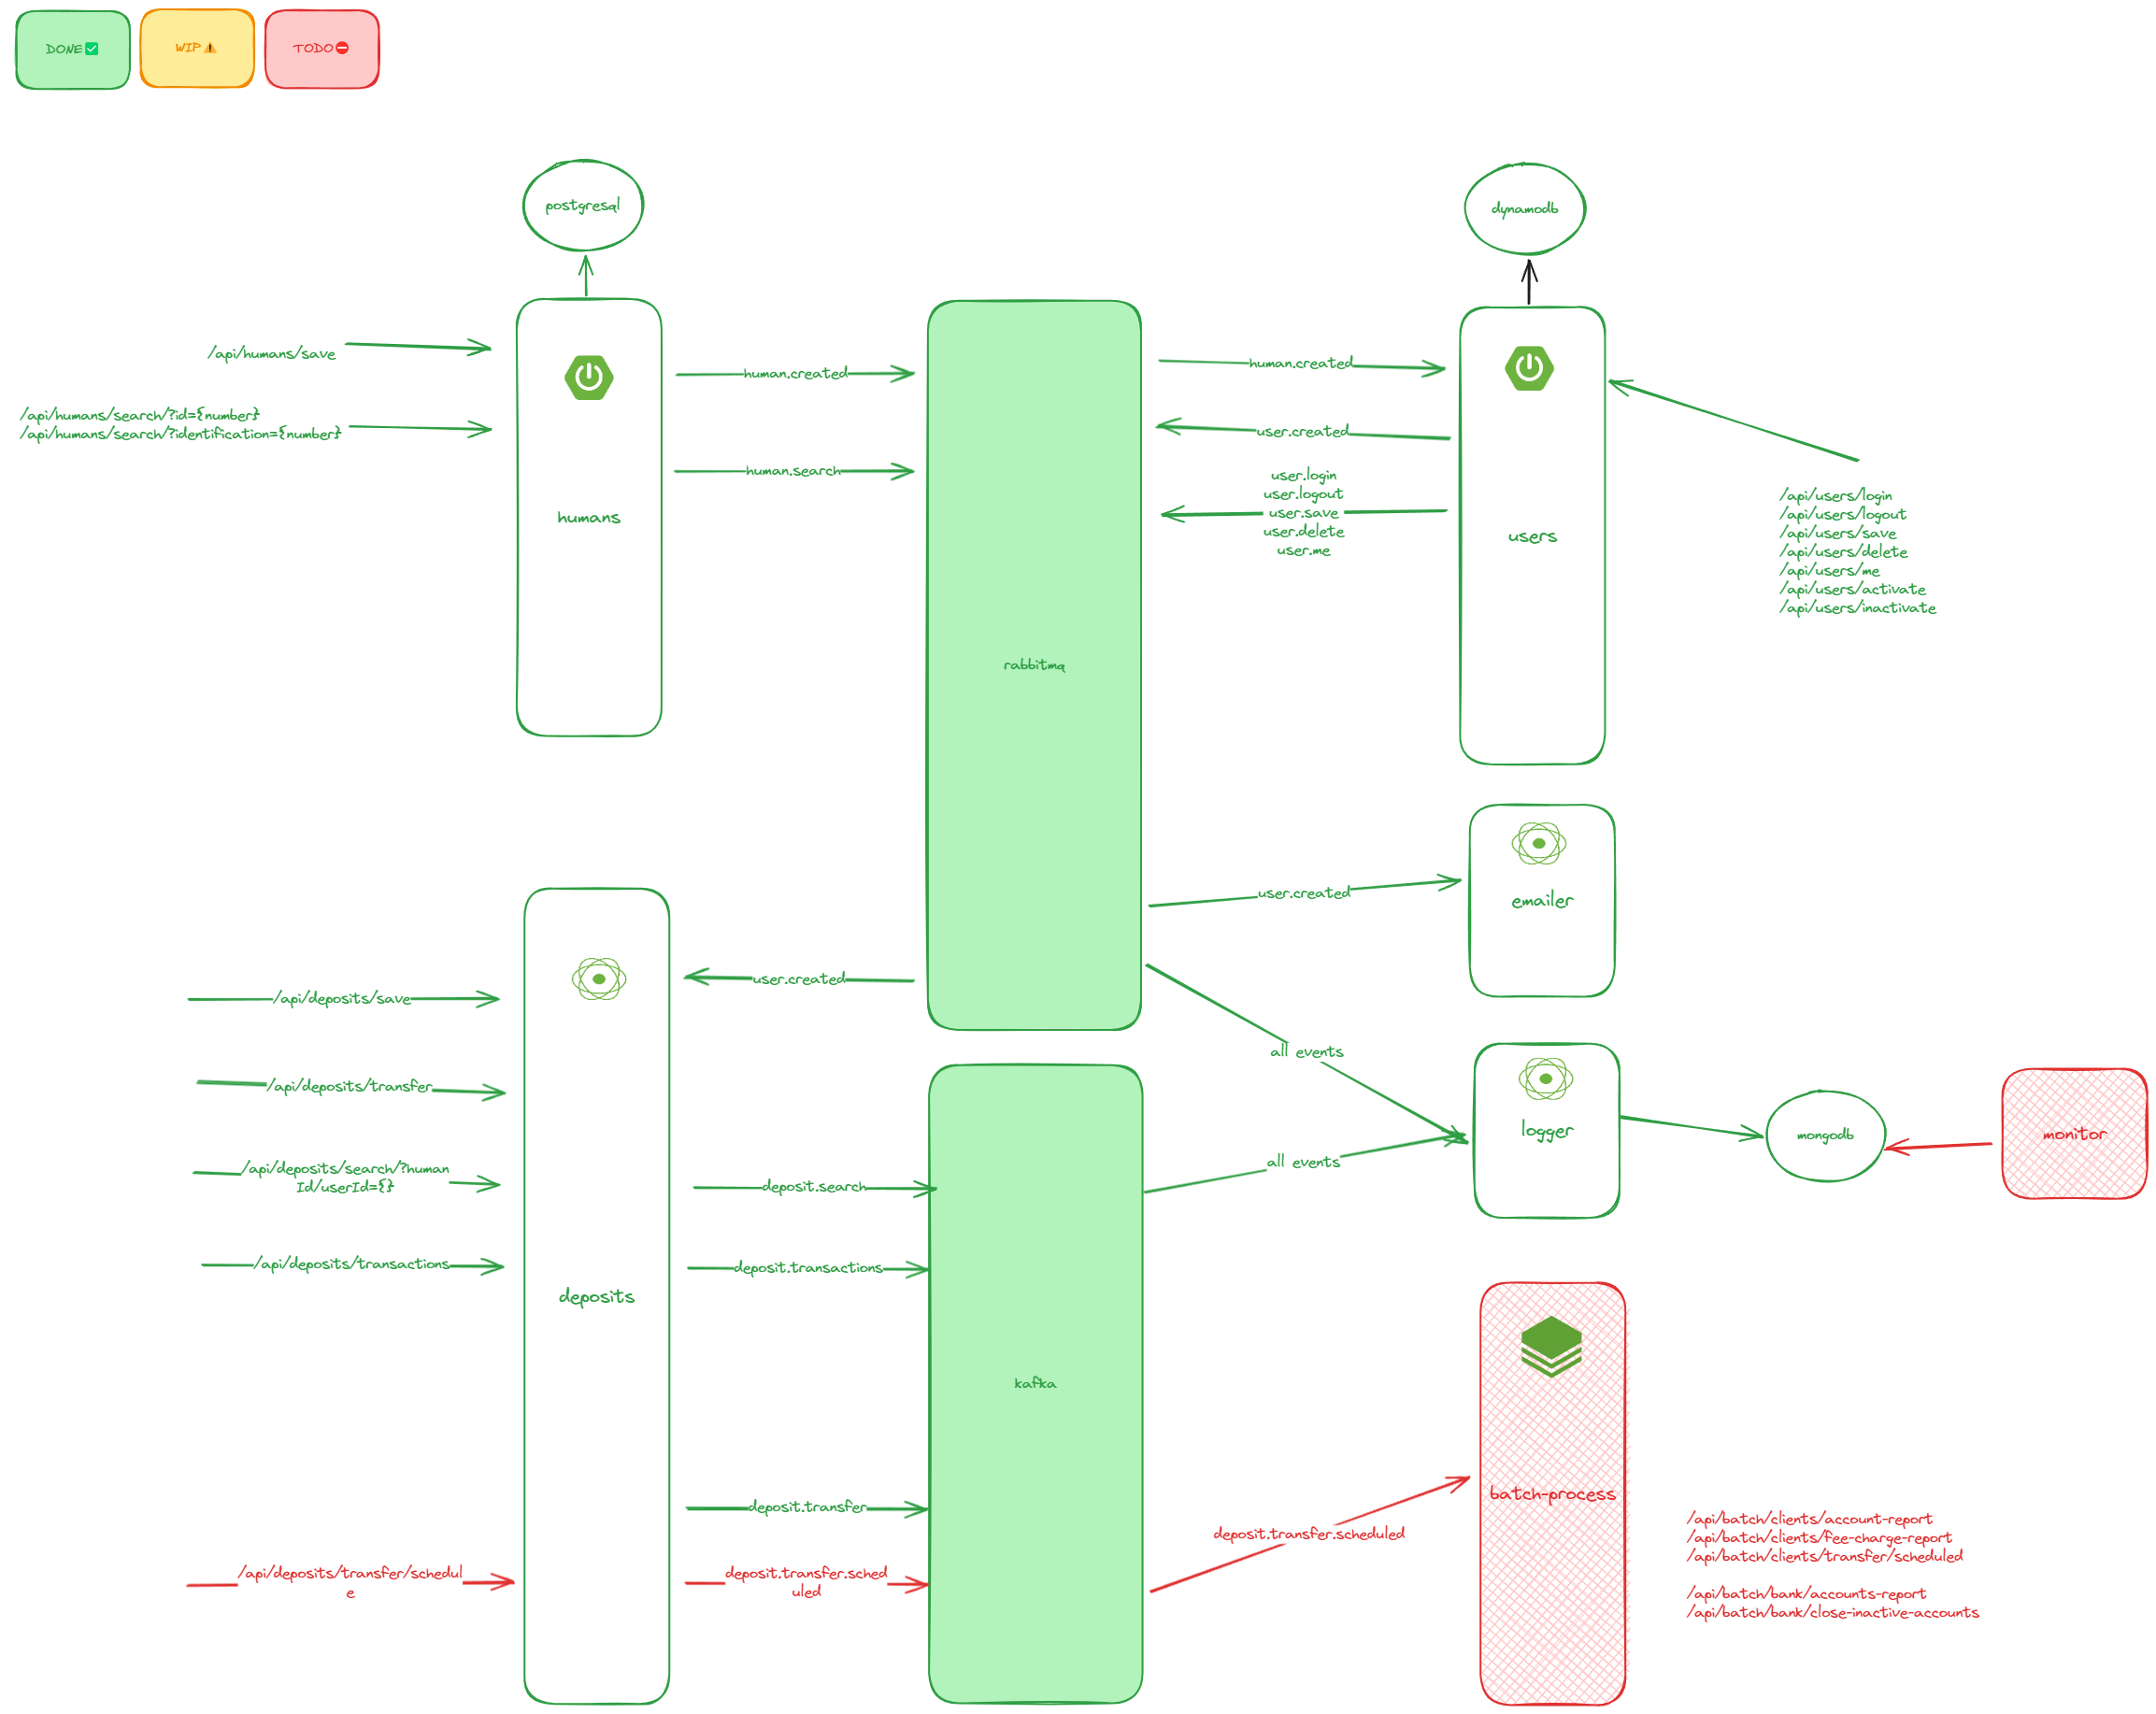 DONE✅
WIP⚠️
TODO⛔
postgresql
dynamodb
/api/humans/save
/api/humans/search/?id={number}
/api/humans/search/?identification={number}
humans
human.created
human.search
rabbitmq
human.created
user.created
user.login
user.logout
user.save
user.delete
user.me
users
/api/users/login
/api/users/logout
/api/users/save
/api/users/delete
/api/users/me
/api/users/activate
/api/users/inactivate
user.created
emailer
user.created
all events
all events
logger
mongodb
monitor
/api/deposits/save
/api/deposits/transfer
/api/deposits/search/?human
Id/userId={}
/api/deposits/transactions
/api/deposits/transfer/schedul
e
deposits
deposit.search
deposit.transactions
deposit.transfer
deposit.transfer.sched
uled
kafka
deposit.transfer.scheduled
batch-process
/api/batch/clients/account-report
/api/batch/clients/fee-charge-report
/api/batch/clients/transfer/scheduled
/api/batch/bank/accounts-report
/api/batch/bank/close-inactive-accounts